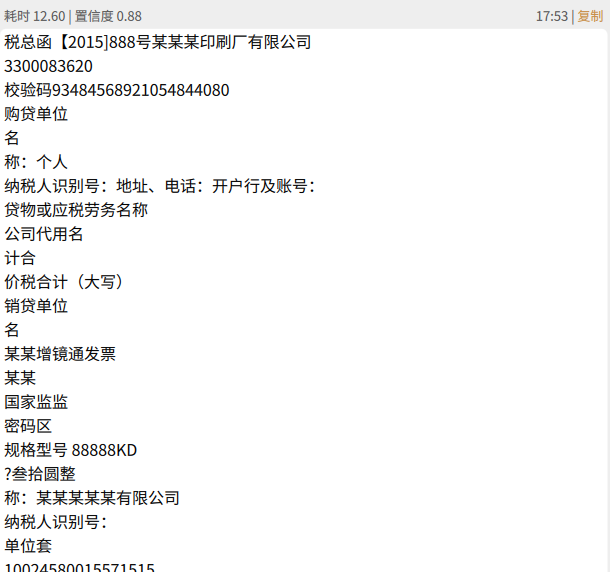 耗时 12.60 | 置信度 0.88
17:53 | 复制
税总函【2015]888号某某某印刷厂有限公司
3300083620
校验码93484568921054844080
购贷单位
名
称：个人
纳税人识别号：地址、电话：开户行及账号：
贷物或应税劳务名称
公司代用名
计合
价税合计（大写）
销贷单位
名
某某增镜通发票
某某
国家监监
密码区
规格型号 88888KD
?叁拾圆整
称：某某某某某有限公司
纳税人识别号：
单位套
10024580015571515